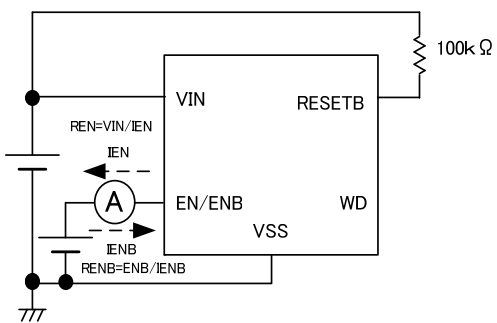 100kΩ
VIN
RESETB
REN=VIN/IEN
IEN
A
EN/ENB
WD
VSS
IENB
RENB=ENB/IENB